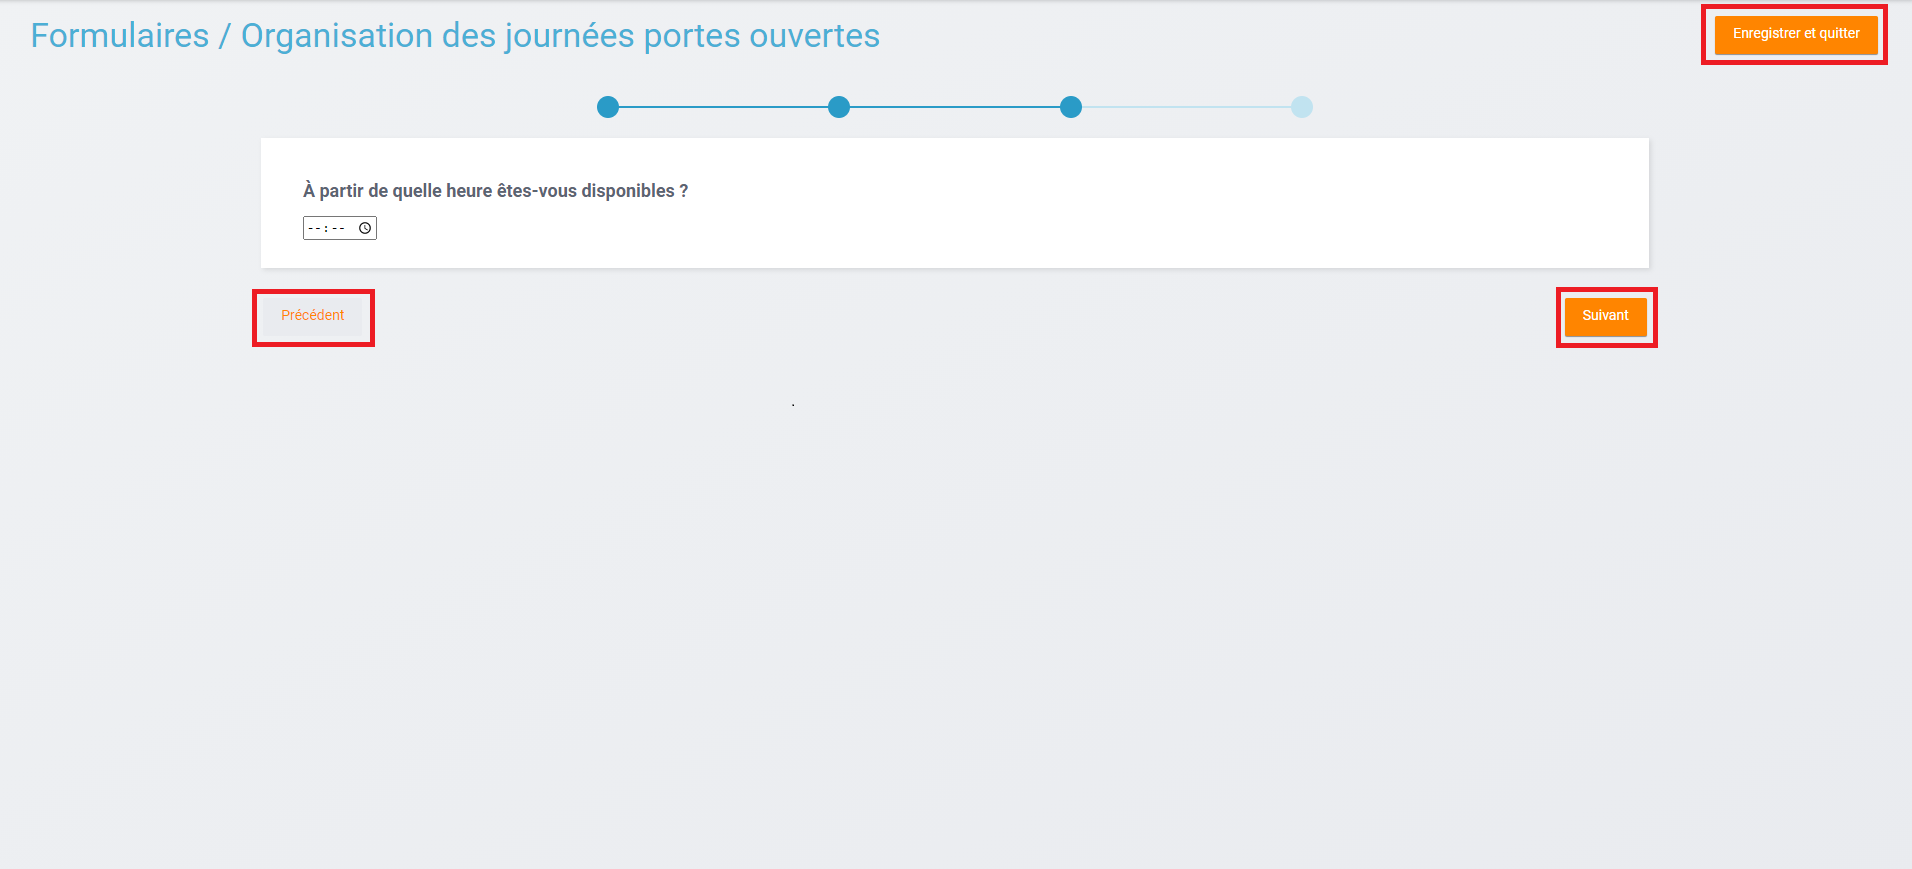 Formulaires / Organisation des journées portes ouvertes
Enregistrer et quitter
À partir de quelle heure êtes-vous disponibles ?
--:--
Précédent
Suivant
.